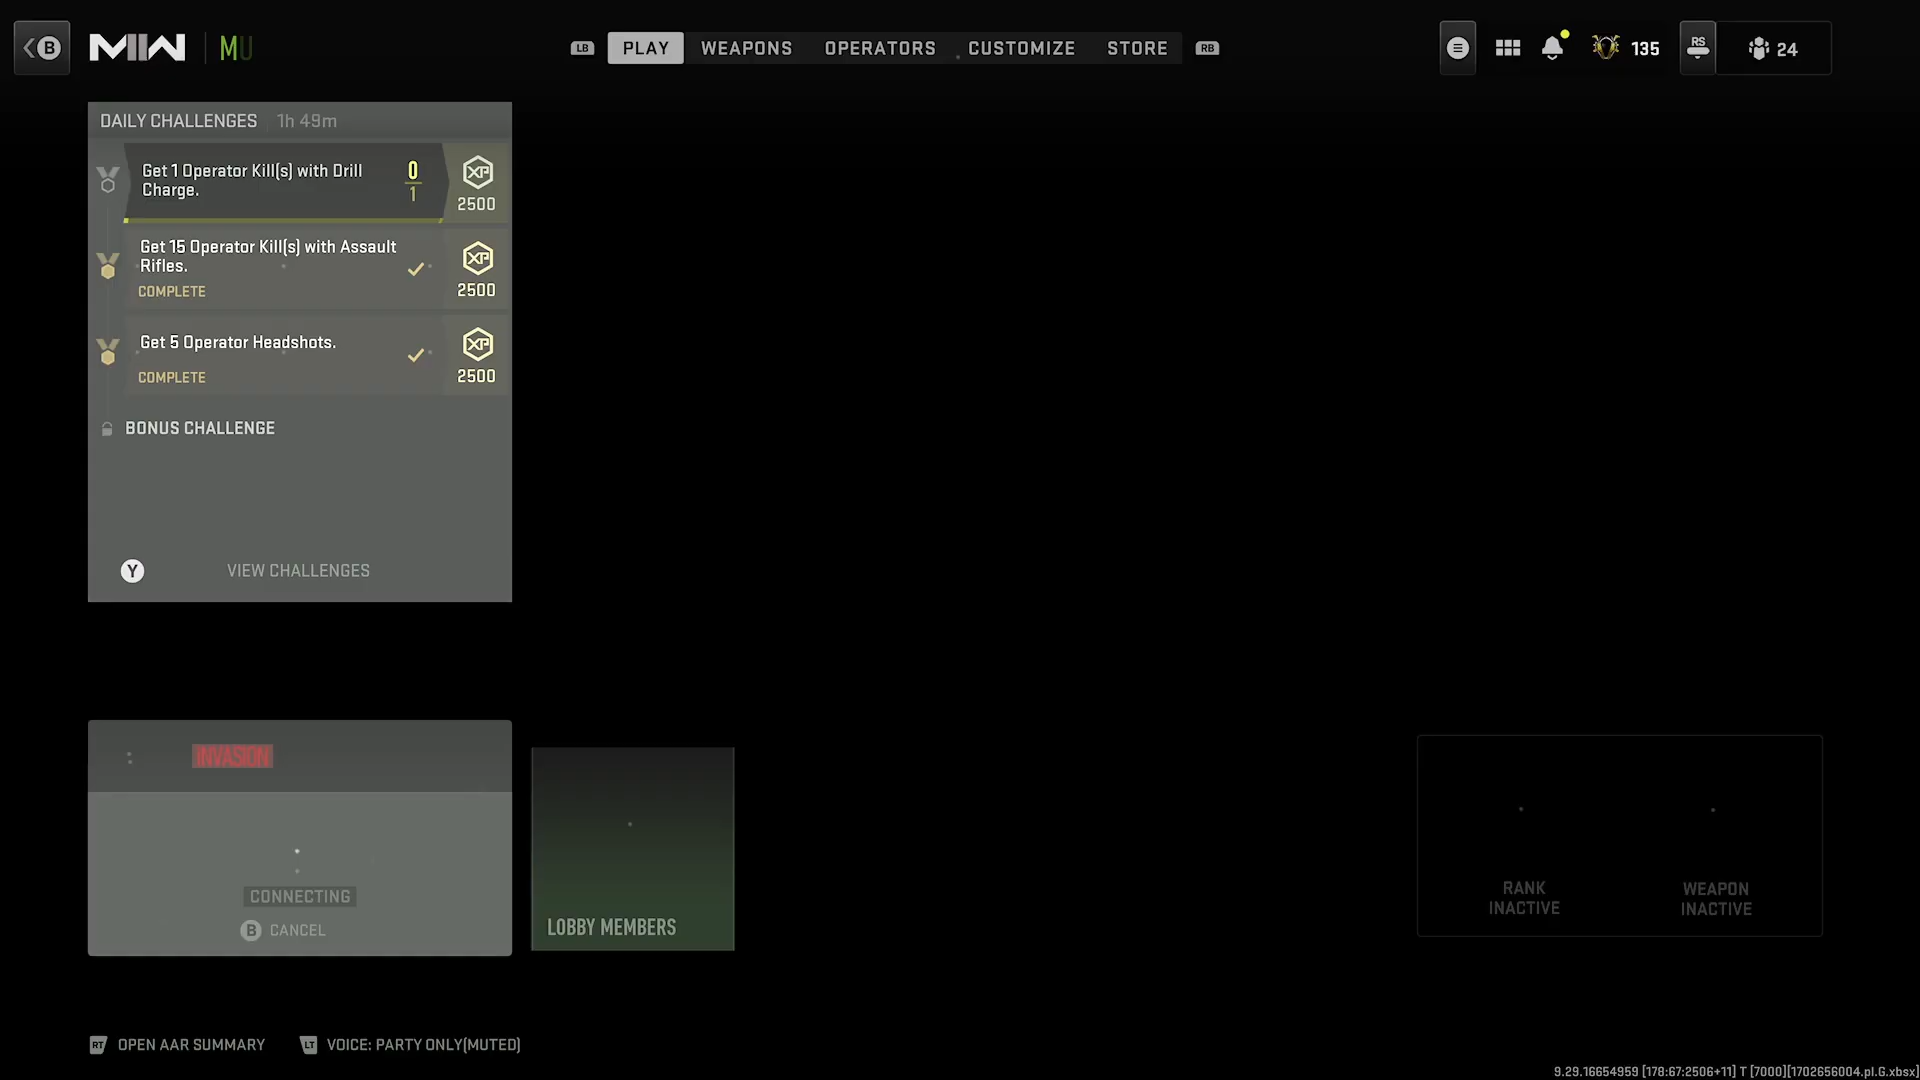 B
MW
MU
LB
PLAY
WEAPONS
OPERATORS
CUSTOMIZE
STORE
RB
135
RS
24
DAILY CHALLENGES 1h 49m
Get 1 Operator Kill(s) with Drill
Charge.
0
1
XP
2500
Get 15 Operator Kill(s) with Assault
Rifles.
COMPLETE
XP
2500
Get 5 Operator Headshots.
COMPLETE
XP
2500
BONUS CHALLENGE
Y VIEW CHALLENGES
INVASION
CONNECTING
B CANCEL
LOBBY MEMBERS
RANK
INACTIVE
WEAPON
INACTIVE
RT OPEN AAR SUMMARY
LT VOICE: PARTY ONLY(MUTED)
9.29.16654959 [178:67:2506+11] T [7000][1702656004.pl.G.xbsx]